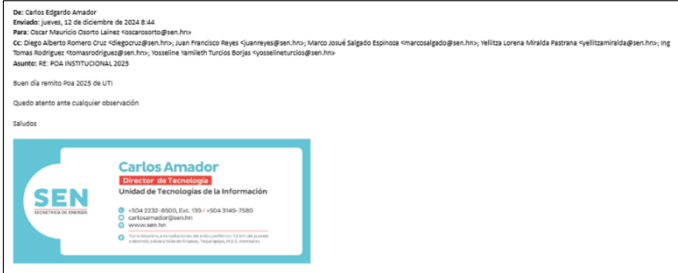 De: Carlos Edgardo Amador
Enviado: jueves, 12 de diciembre de 2024 8:44
Para: Oscar Mauricio Osorto Lainez <oscarosorto@sen.hn>
Cc: Diego Alberto Romero Cruz <diegocruz@sen.hn>; Juan Francisco Reyes <juanreyes@sen.hn>; Marco Josué Salgado Espinoza <marcosalgado@sen.hn>; Yellitza Lorena Miralda Pastrana <yellitzamiralda@sen.hn>; Ing
Tomas Rodriguez <tomasrodriguez@sen.hn>; Yosseline Yamileth Turcios Borjas <yosselineturcios@sen.hn>
Asunto: RE: POA INSTITUCIONAL 2025
Buen día remito Poa 2025 de UTI
Quedo atento ante cualquier observación
Saludos
SEN
SECRETARÍA DE ENERGÍA
Carlos Amador
Director de Tecnología
Unidad de Tecnologías de la Información
+504 2232-8500, Ext. 139 / +504 3149-7580
carlosamador@sen.hn
www.sen.hn